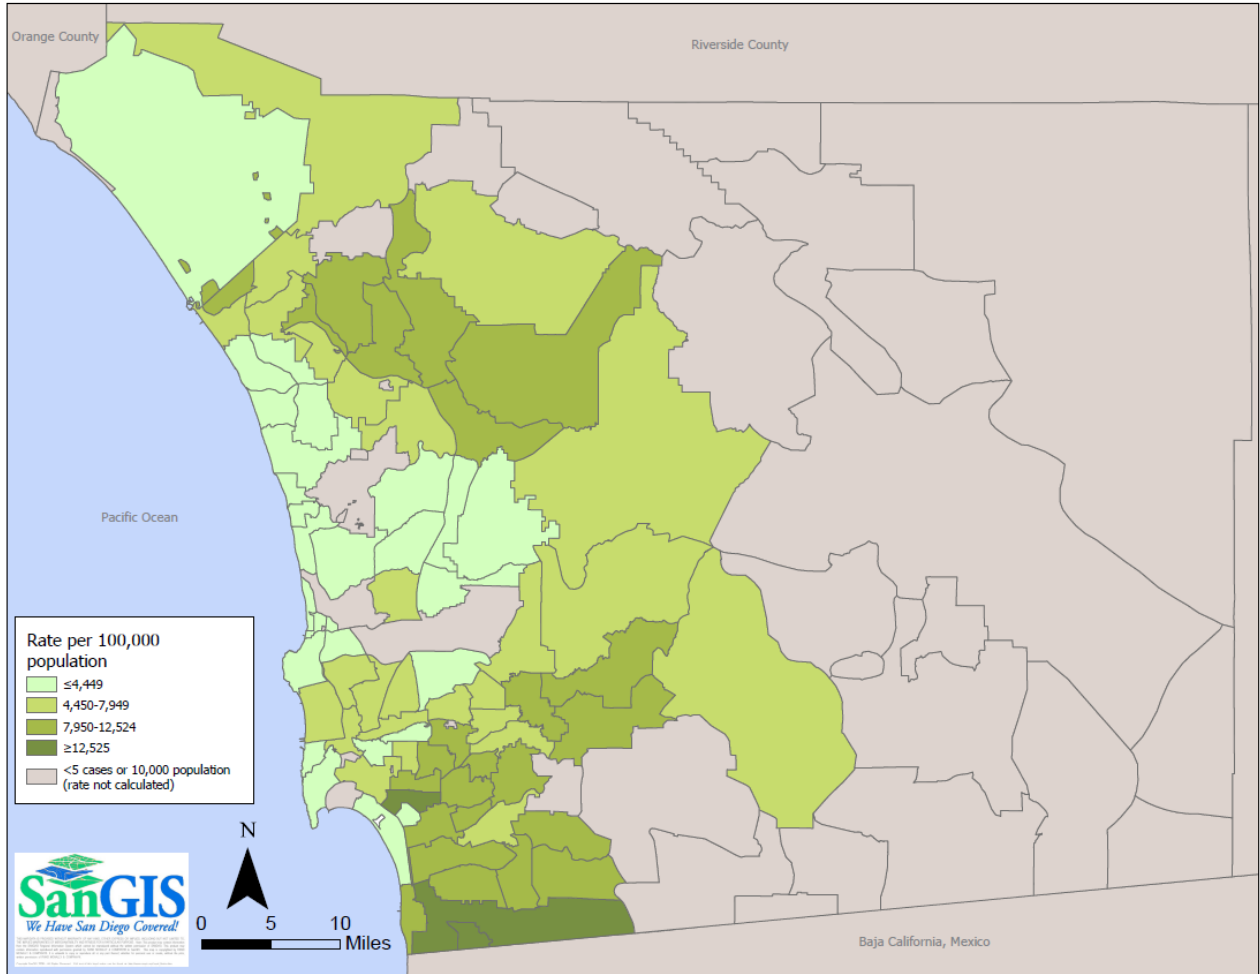 Orange County
Riverside County
Pacific Ocean
Rate per 100,000
population
≤4,449
4,450-7,949
7,950-12,524
≥12,525
<5 cases or 10,000 population
(rate not calculated)
N
0 5 10
Miles
SanGIS
We Have San Diego Covered!
Baja California, Mexico